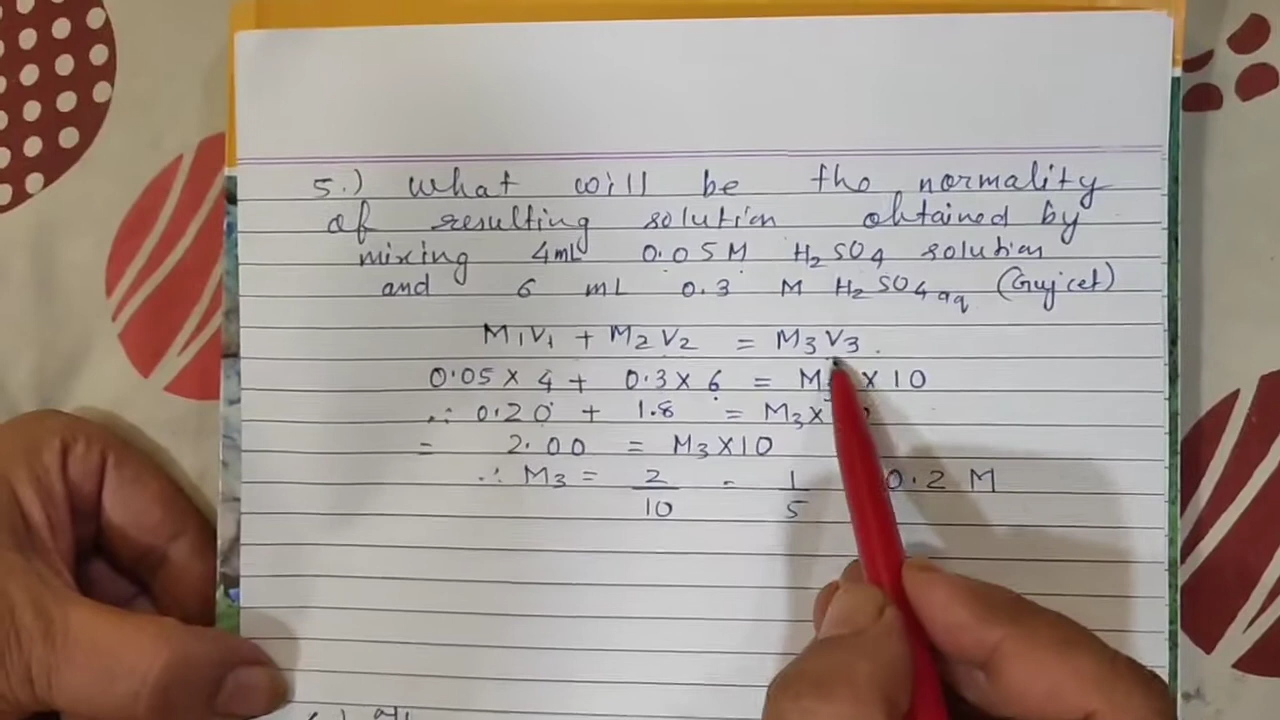 5.) What will be the normality
of resulting solution obtained by
mixing 4mL 0.05M H₂SO₄ solution
and 6 mL 0.3 M H₂SO₄ aq (Gujcet)
M₁V₁ + M₂V₂ = M₃V₃.
0.05 × 4 + 0.3 × 6 = M × 10
∴ 0.20 + 1.8 = M₃×
= 2.00 = M₃×10
∴ M₃ = 2/10 = 1/5 0.2 M